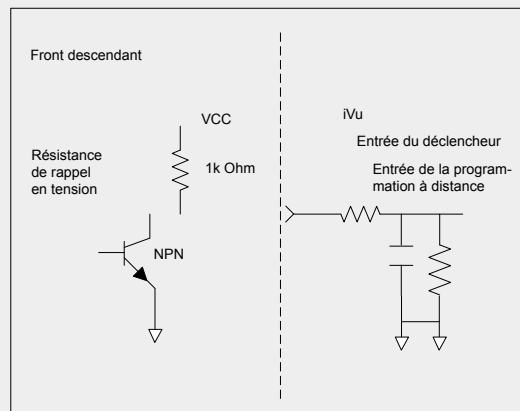 Front descendant
VCC
iVu
Entrée du déclencheur
Résistance
de rappel
en tension
1k Ohm
Entrée de la program-
mation à distance
NPN